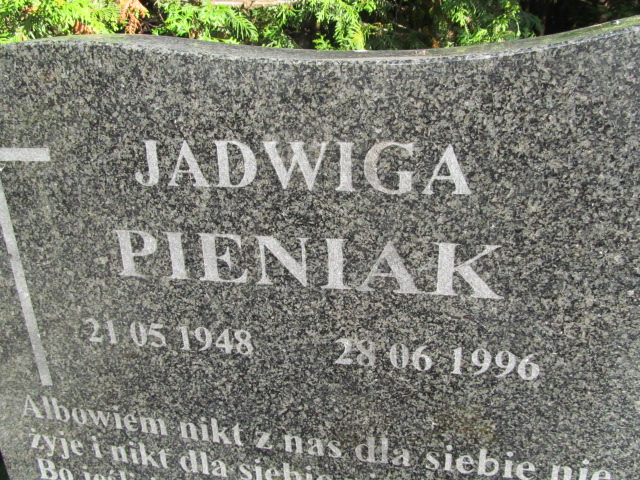 JADWIGA
PIENIAK
21 05 1948 28 06 1996
Albowiem nikt z nas dla siebie nie
żyje i nikt dla siebie
Bo jeśli